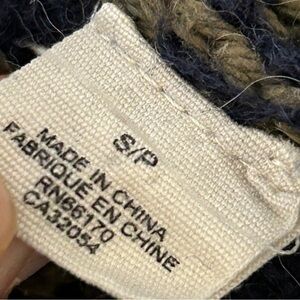 S/P
MADE IN CHINA
FABRIQUE EN CHINE
RN66170
CA32054